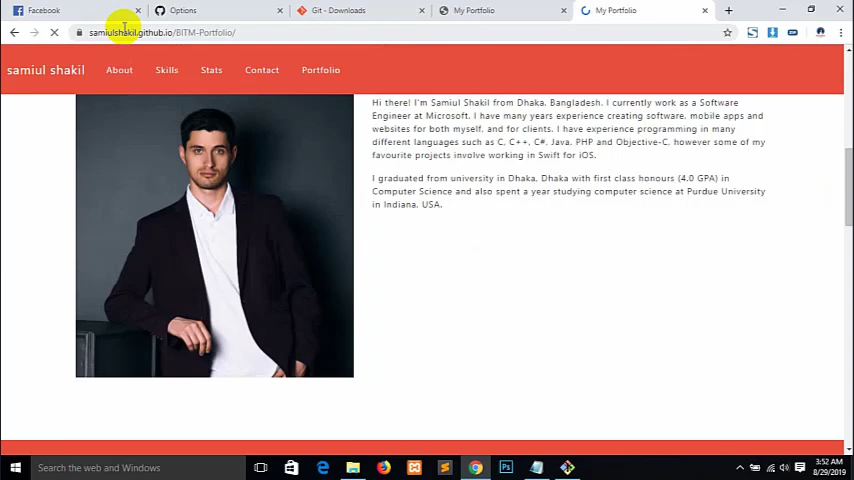 Facebook
Options
Git - Downloads
My Portfolio
My Portfolio
samiulshakil.github.io/BITM-Portfolio/
samiul shakil
About
Skills
Stats
Contact
Portfolio
Hi there! I'm Samiul Shakil from Dhaka, Bangladesh. I currently work as a Software
Engineer at Microsoft. I have many years experience creating software, mobile apps and
websites for both myself, and for clients. I have experience programming in many
different languages such as C, C++, C#, Java, PHP and Objective-C, however some of my
favourite projects involve working in Swift for iOS.
I graduated from university in Dhaka, Dhaka with first class honours (4.0 GPA) in
Computer Science and also spent a year studying computer science at Purdue University
in Indiana, USA.
Search the web and Windows
Ps
3:52 AM
8/29/2019